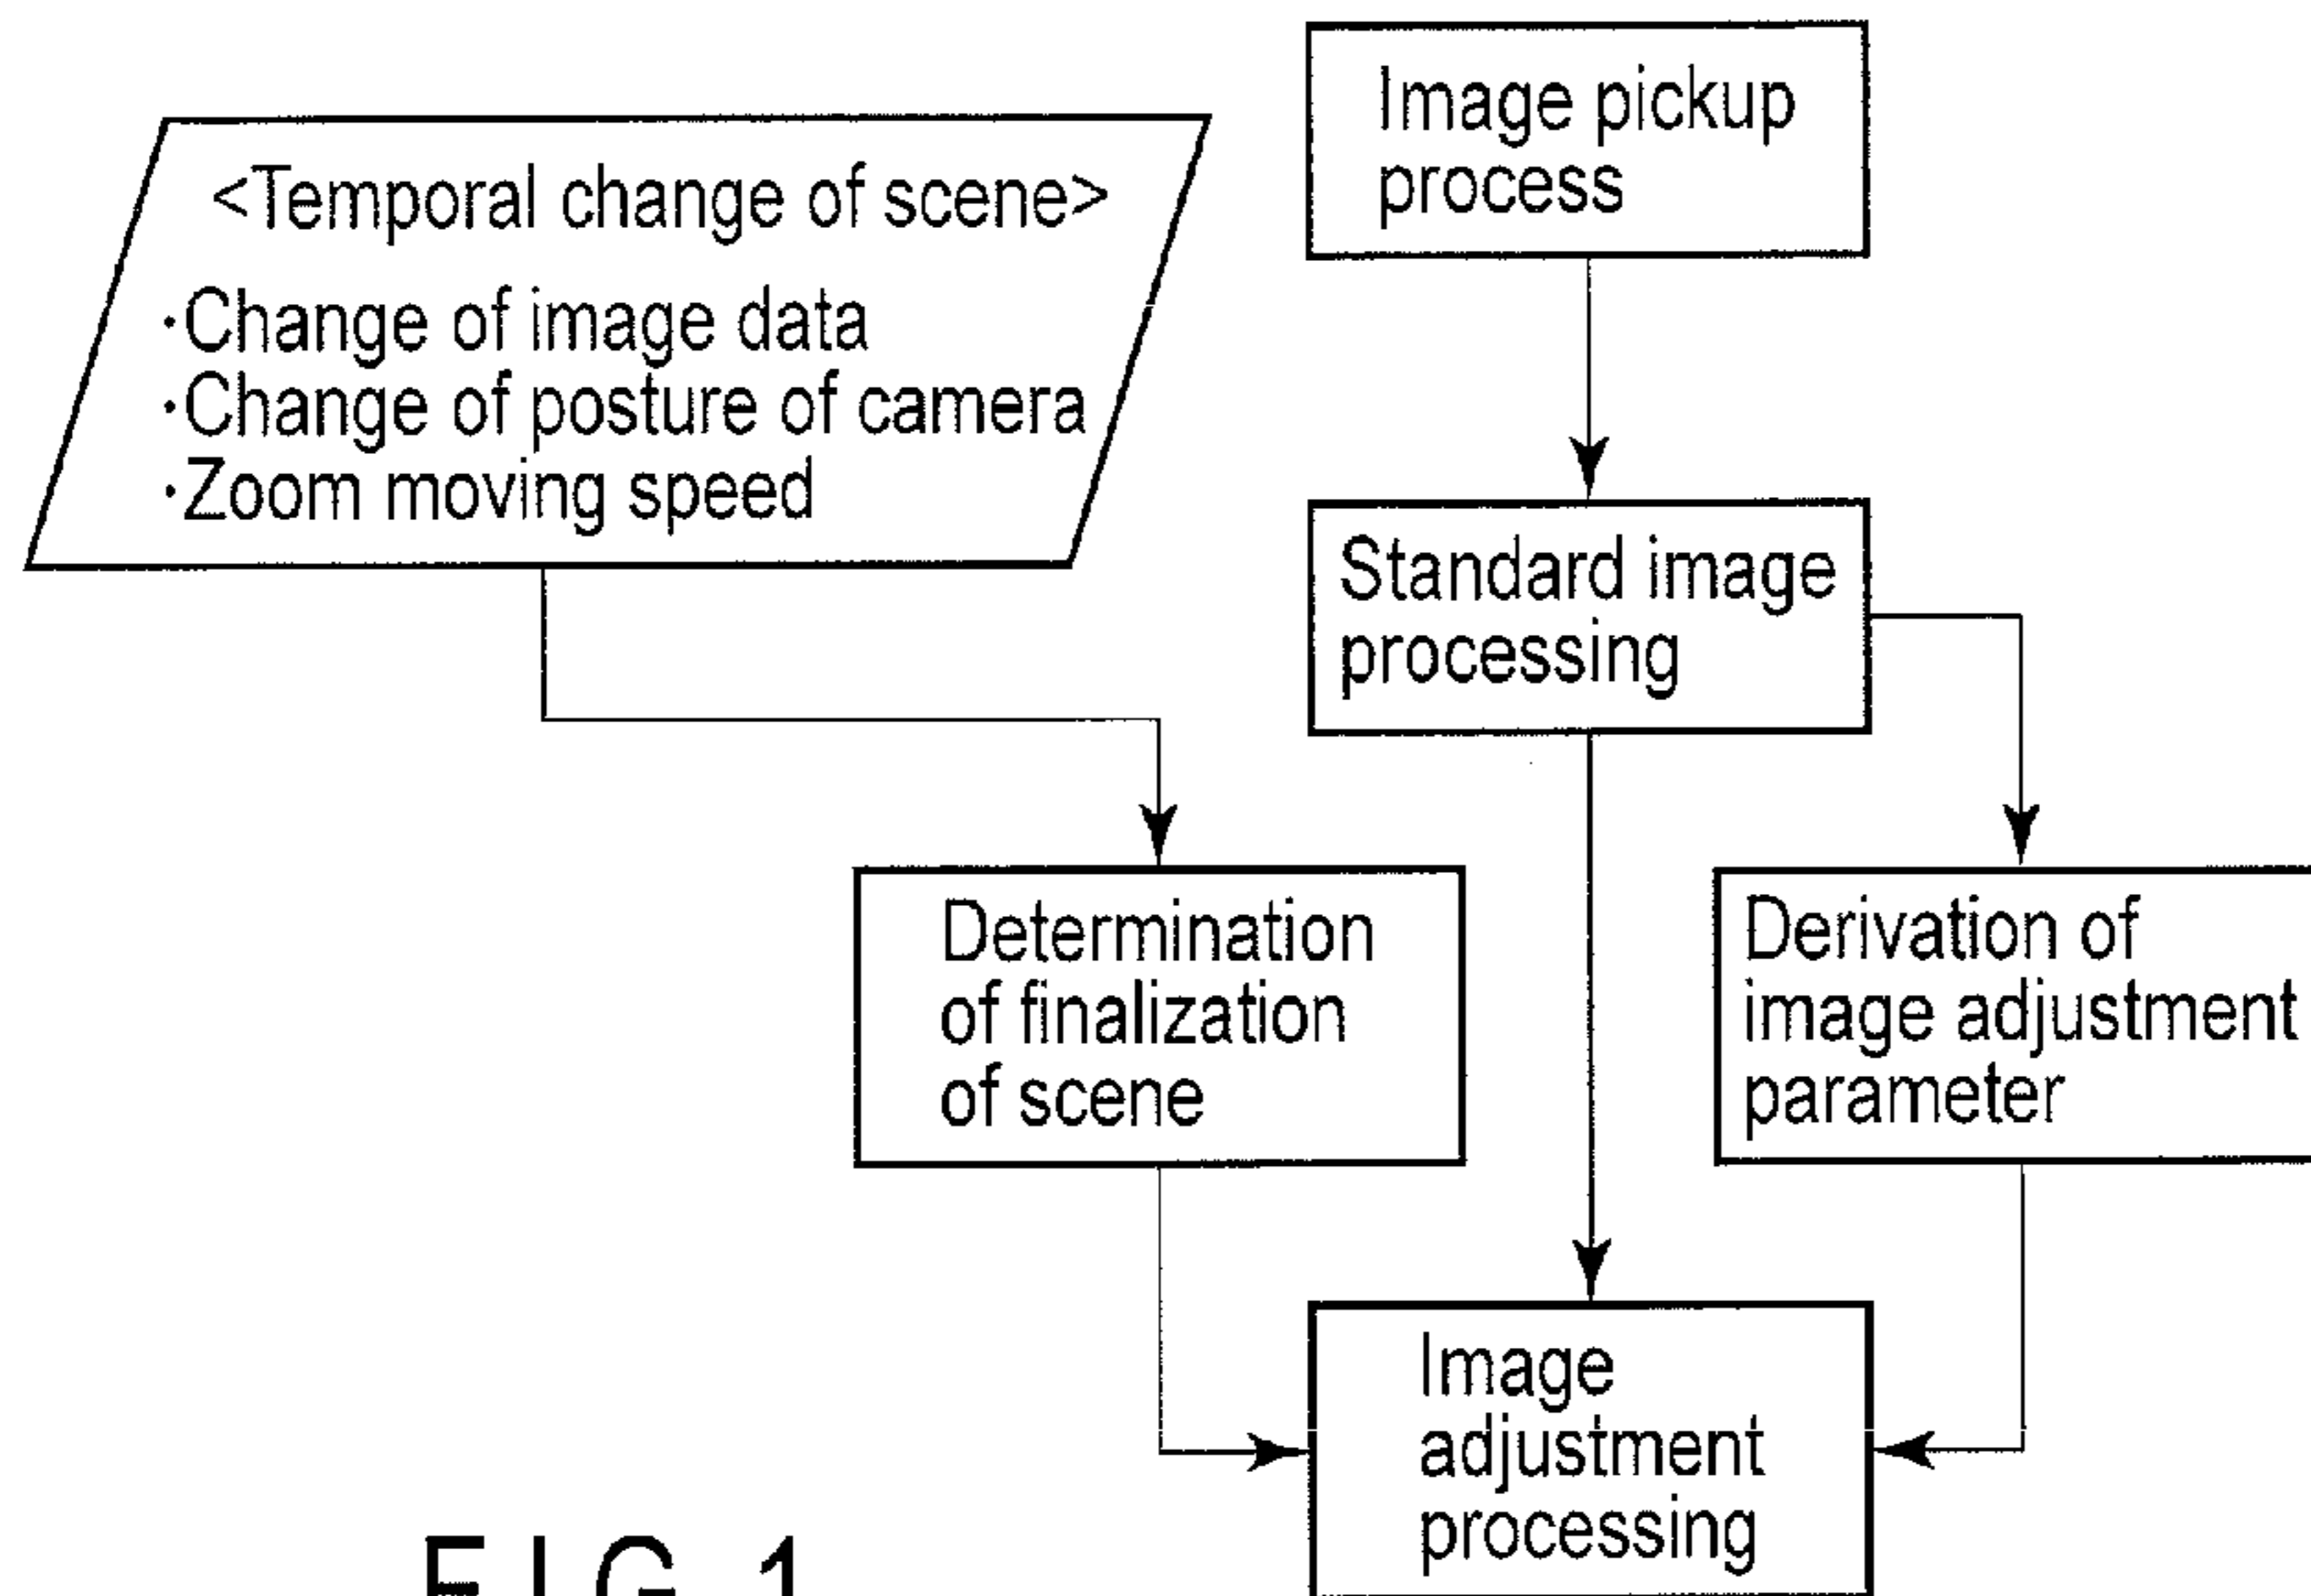 Image pickup
process
<Temporal change of scene>
·Change of image data
·Change of posture of camera
·Zoom moving speed
Standard image
processing
Determination
of finalization
of scene
Derivation of
image adjustment
parameter
Image
adjustment
processing
FIG.1